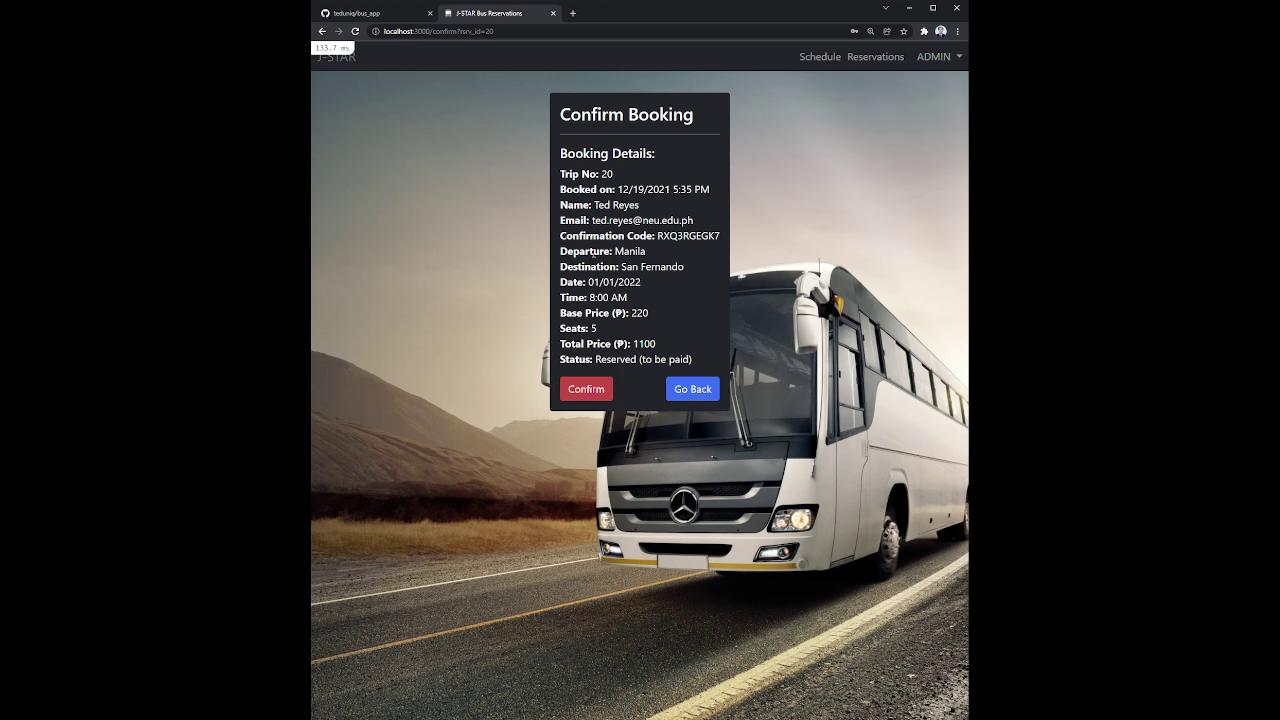 teduniq/bus_app
J-STAR Bus Reservations
localhost:3000/confirm?rsrv_id=20
133.7 ms
J-STAR
Schedule Reservations ADMIN
Confirm Booking
Booking Details:
Trip No: 20
Booked on: 12/19/2021 5:35 PM
Name: Ted Reyes
Email: ted.reyes@neu.edu.ph
Confirmation Code: RXQ3RGEGK7
Departure: Manila
Destination: San Fernando
Date: 01/01/2022
Time: 8:00 AM
Base Price (₱): 220
Seats: 5
Total Price (₱): 1100
Status: Reserved (to be paid)
Confirm Go Back